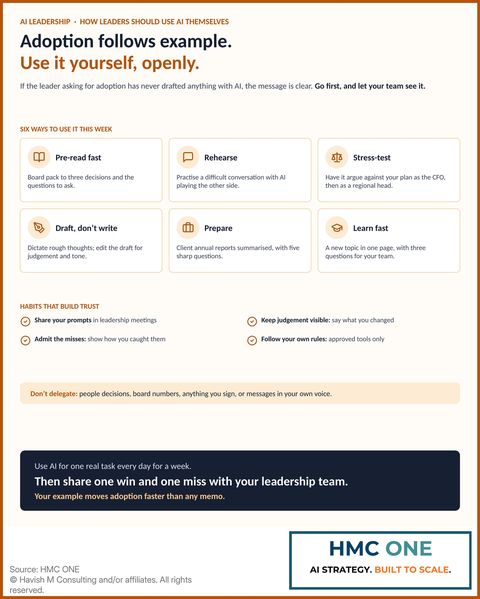 AI LEADERSHIP · HOW LEADERS SHOULD USE AI THEMSELVES
Adoption follows example.
Use it yourself, openly.
If the leader asking for adoption has never drafted anything with AI, the message is clear. Go first, and let your team see it.
SIX WAYS TO USE IT THIS WEEK
Pre-read fast
Board pack to three decisions and the
questions to ask.
Rehearse
Practise a difficult conversation with AI
playing the other side.
Stress-test
Have it argue against your plan as the CFO,
then as a regional head.
Draft, don't write
Dictate rough thoughts; edit the draft for
judgement and tone.
Prepare
Client annual reports summarised, with five
sharp questions.
Learn fast
A new topic in one page, with three
questions for your team.
HABITS THAT BUILD TRUST
Share your prompts in leadership meetings
Keep judgement visible: say what you changed
Admit the misses: show how you caught them
Follow your own rules: approved tools only
Don't delegate: people decisions, board numbers, anything you sign, or messages in your own voice.
Use AI for one real task every day for a week.
Then share one win and one miss with your leadership team.
Your example moves adoption faster than any memo.
HMC ONE
AI STRATEGY. BUILT TO SCALE.
Source: HMC ONE
© Havish M Consulting and/or affiliates. All rights
reserved.